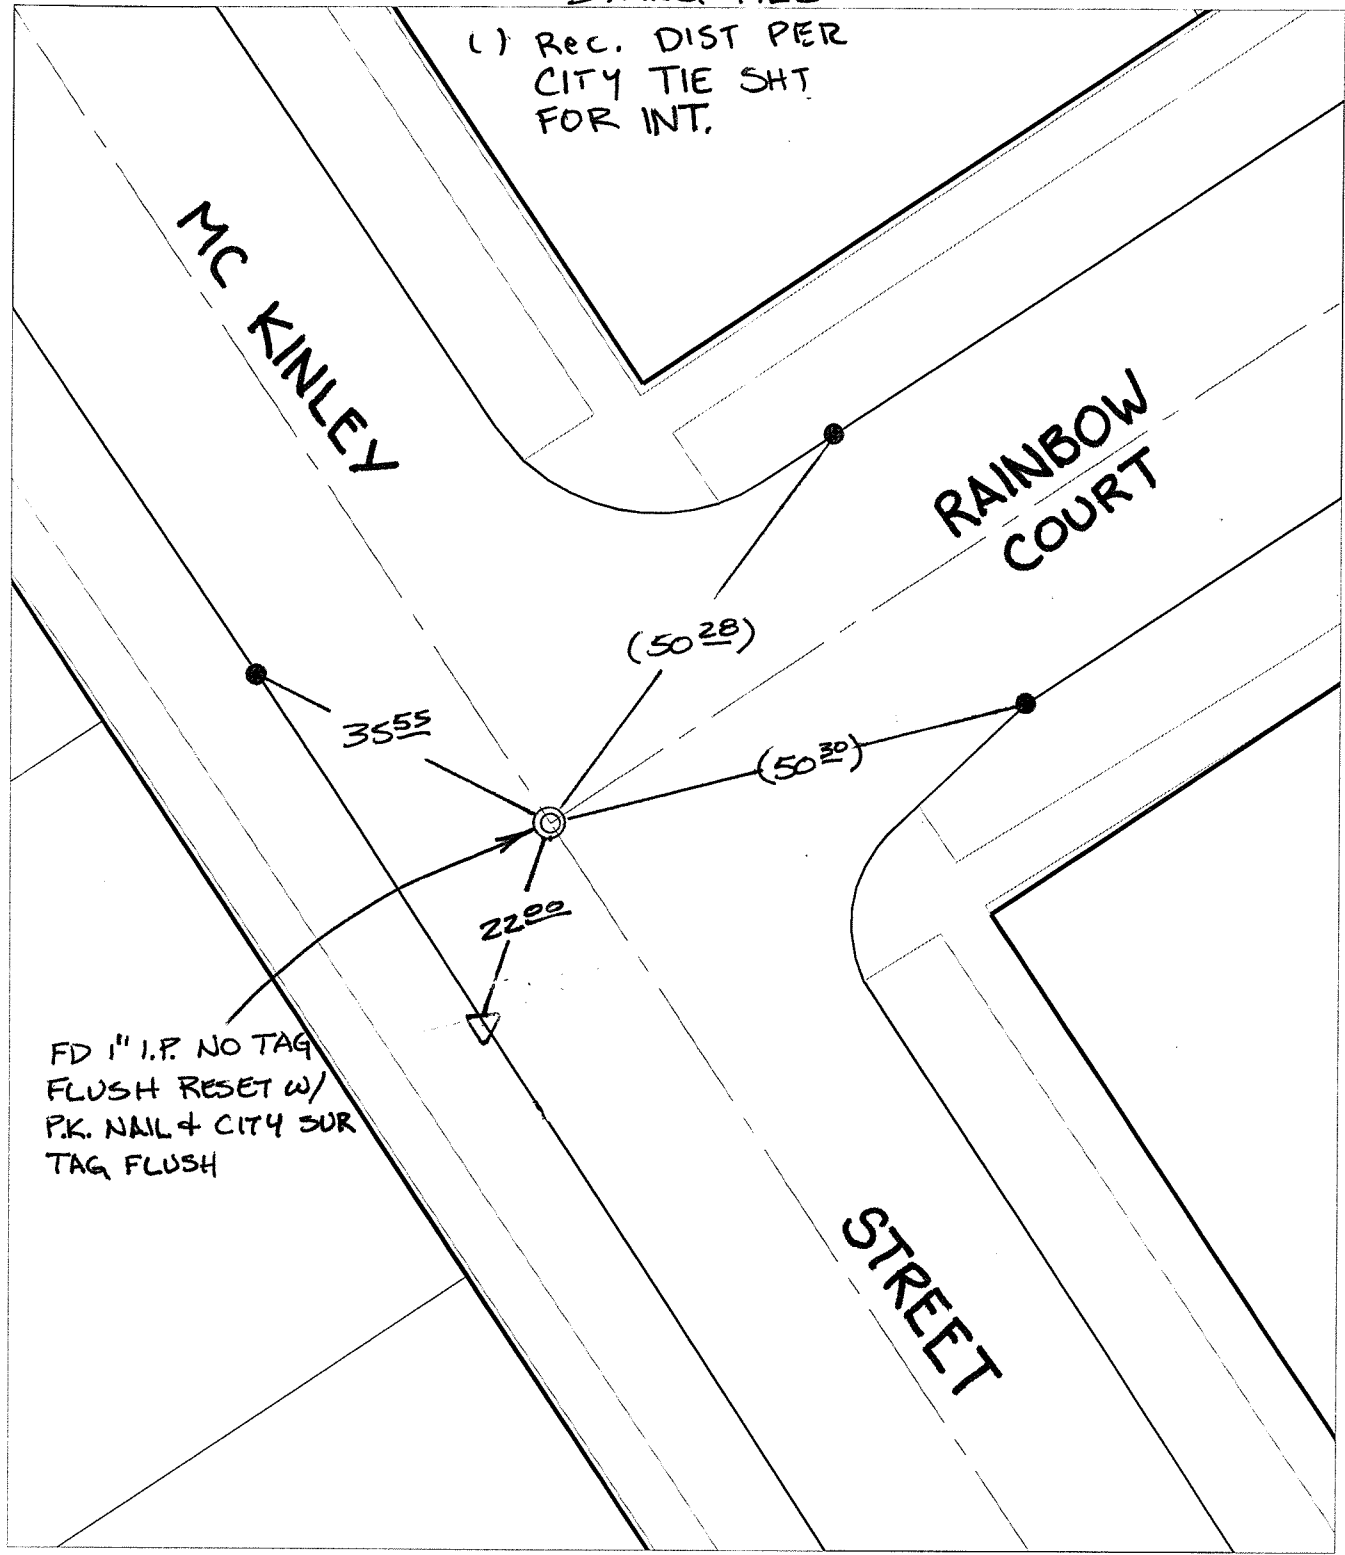 ( ) Rec. DIST PER
CITY TIE SHT
FOR INT.
MC KINLEY
RAINBOW
COURT
(50 28)
35 55
(50 30)
22 00
FD 1" I.P. NO TAG
FLUSH RESET W/
P.K. NAIL & CITY SUR
TAG FLUSH
STREET